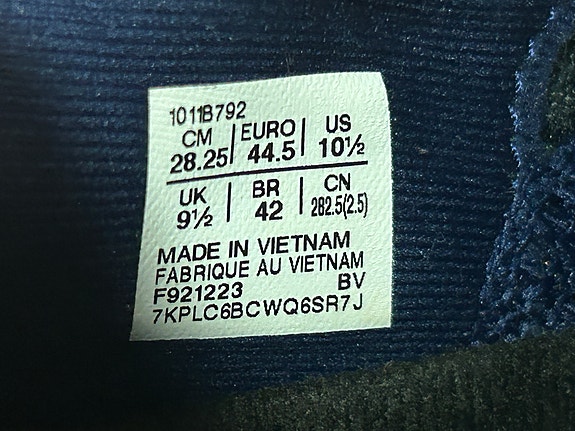 1011B792
CM | EURO | US
28.25 | 44.5 | 10½
UK | BR | CN
9½ | 42 | 282.5(2.5)
MADE IN VIETNAM
FABRIQUE AU VIETNAM
F921223 BV
7KPLC6BCWQ6SR7J